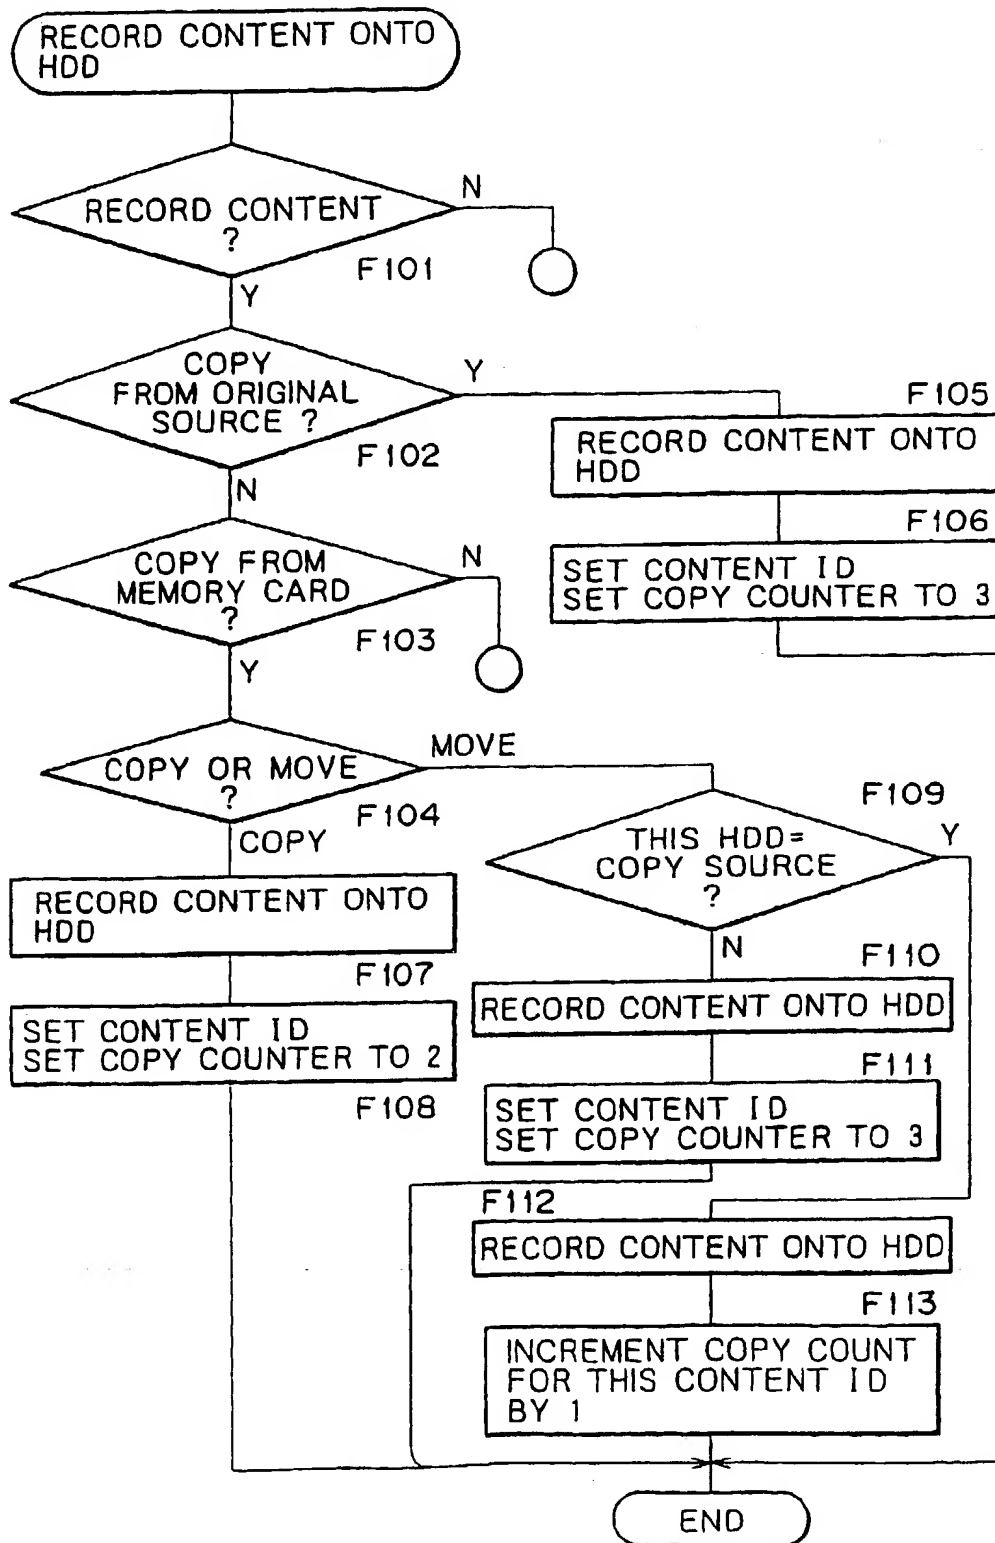 RECORD CONTENT ONTO
HDD
RECORD CONTENT
?
N
F101
Y
COPY
FROM ORIGINAL
SOURCE ?
Y
F102
N
F105
RECORD CONTENT ONTO
HDD
F106
SET CONTENT ID
SET COPY COUNTER TO 3
COPY FROM
MEMORY CARD
?
N
F103
Y
COPY OR MOVE
?
MOVE
F104
COPY
F109
THIS HDD=
COPY SOURCE
?
Y
N
RECORD CONTENT ONTO
HDD
F107
SET CONTENT ID
SET COPY COUNTER TO 2
F108
F110
RECORD CONTENT ONTO HDD
F111
SET CONTENT ID
SET COPY COUNTER TO 3
F112
RECORD CONTENT ONTO HDD
F113
INCREMENT COPY COUNT
FOR THIS CONTENT ID
BY 1
END